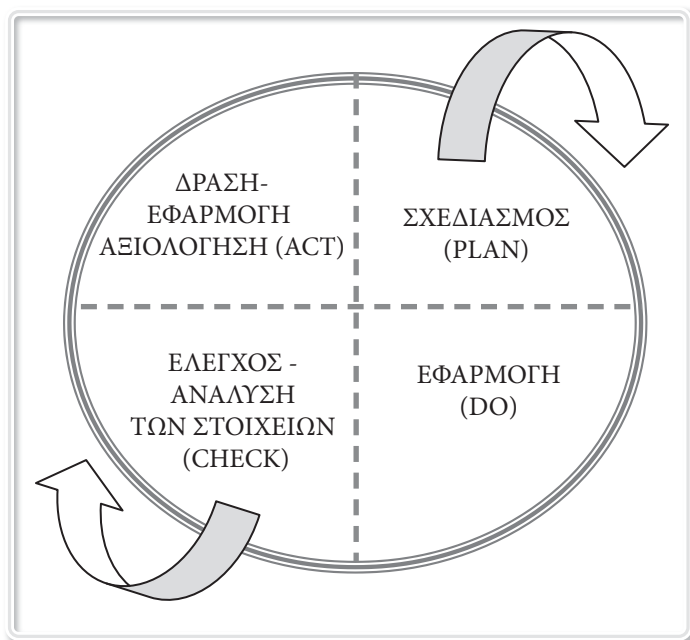 ΔΡΑΣΗ-
ΕΦΑΡΜΟΓΗ
ΑΞΙΟΛΟΓΗΣΗ (ACT)
ΣΧΕΔΙΑΣΜΟΣ
(PLAN)
ΕΛΕΓΧΟΣ -
ΑΝΑΛΥΣΗ
ΤΩΝ ΣΤΟΙΧΕΙΩΝ
(CHECK)
ΕΦΑΡΜΟΓΗ
(DO)